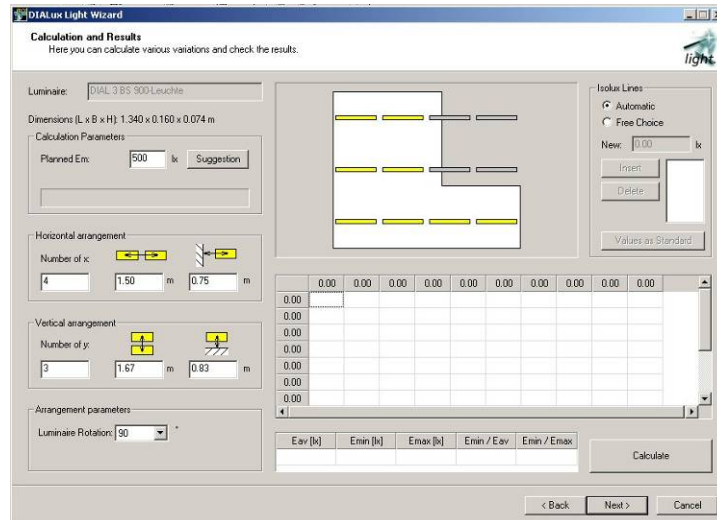 DIALux Light Wizard
Calculation and Results
Here you can calculate various variations and check the results.
light
Luminaire: DIAL 3 BS 900-Leuchte
Dimensions (L x B x H): 1.340 x 0.160 x 0.074 m
Calculation Parameters
Planned Em: 500 lx Suggestion
Horizontal arrangement
Number of x:
4 1.50 m 0.75 m
Vertical arrangement
Number of y:
3 1.67 m 0.83 m
Arrangement parameters
Luminaire Rotation: 90 °
Isolux Lines
Automatic
Free Choice
New: 0.00 lx
Insert
Delete
Values as Standard
0.00 0.00 0.00 0.00 0.00 0.00 0.00 0.00 0.00
0.00
0.00
0.00
0.00
0.00
0.00
0.00
Eav [lx] Emin [lx] Emax [lx] Emin / Eav Emin / Emax
Calculate
< Back Next > Cancel